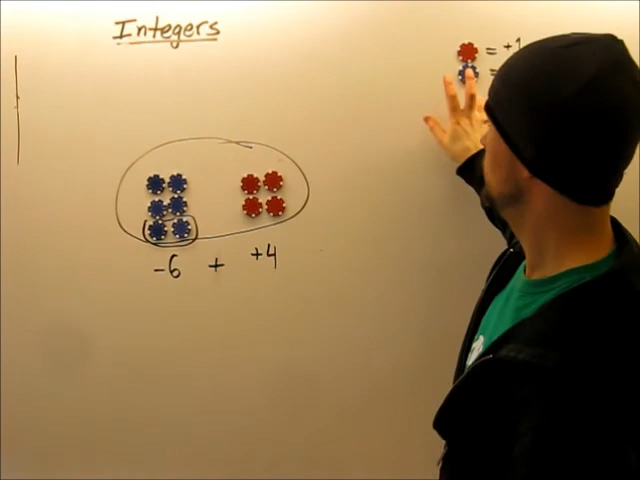 Integers
= +1
=
-6 + +4